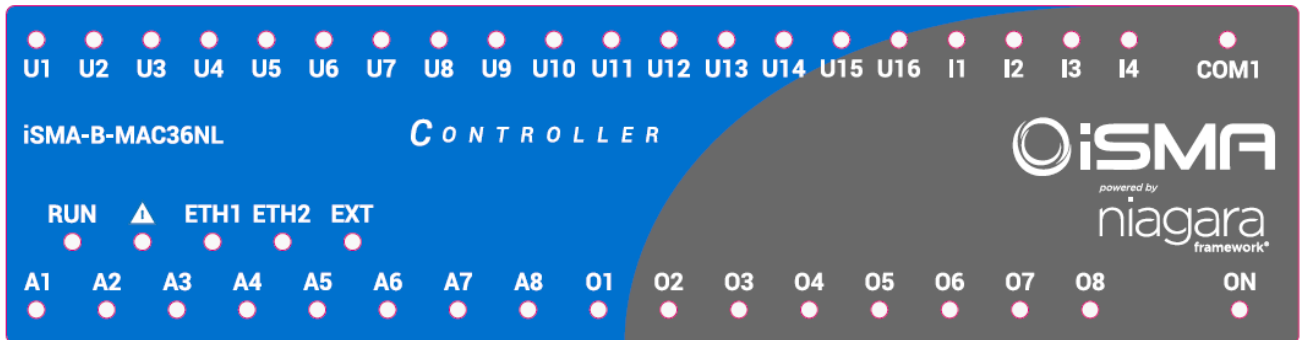 U1 U2 U3 U4 U5 U6 U7 U8 U9 U10 U11 U12 U13 U14 U15 U16 I1 I2 I3 I4 COM1
iSMA-B-MAC36NL CONTROLLER
iSMA
powered by
niagara
framework®
RUN ETH1 ETH2 EXT
A1 A2 A3 A4 A5 A6 A7 A8 O1 O2 O3 O4 O5 O6 O7 O8 ON